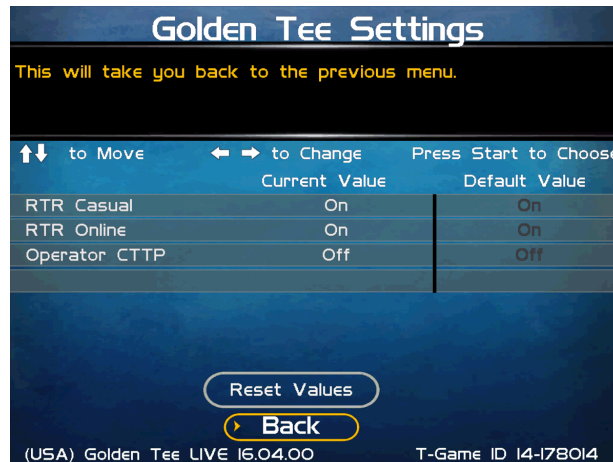 Golden Tee Settings
This will take you back to the previous menu.
to Move to Change Press Start to Choose
Current Value Default Value
RTR Casual On On
RTR Online On On
Operator CTTP Off Off
Reset Values
Back
(USA) Golden Tee LIVE 16.04.00 T-Game ID 14-178014